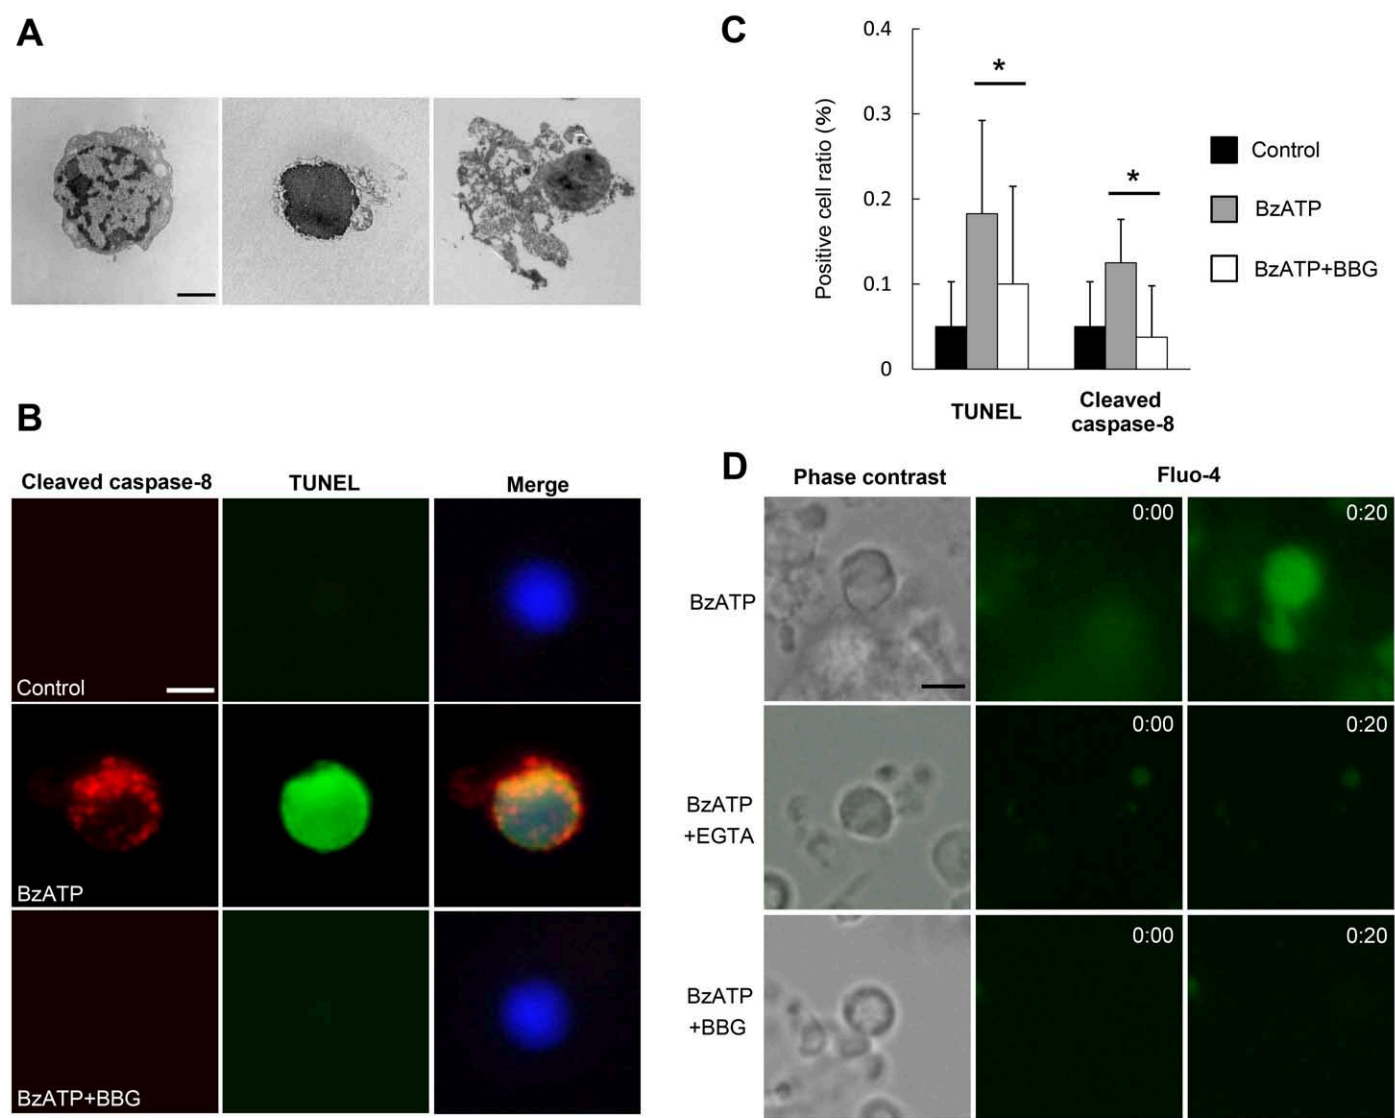 A
B
Cleaved caspase-8
TUNEL
Merge
Control
BzATP
BzATP+BBG
C
Positive cell ratio (%)
0.4
0.3
0.2
0.1
0
*
*
TUNEL
Cleaved
caspase-8
Control
BzATP
BzATP+BBG
D
Phase contrast
Fluo-4
BzATP
0:00
0:20
BzATP
+EGTA
0:00
0:20
BzATP
+BBG
0:00
0:20